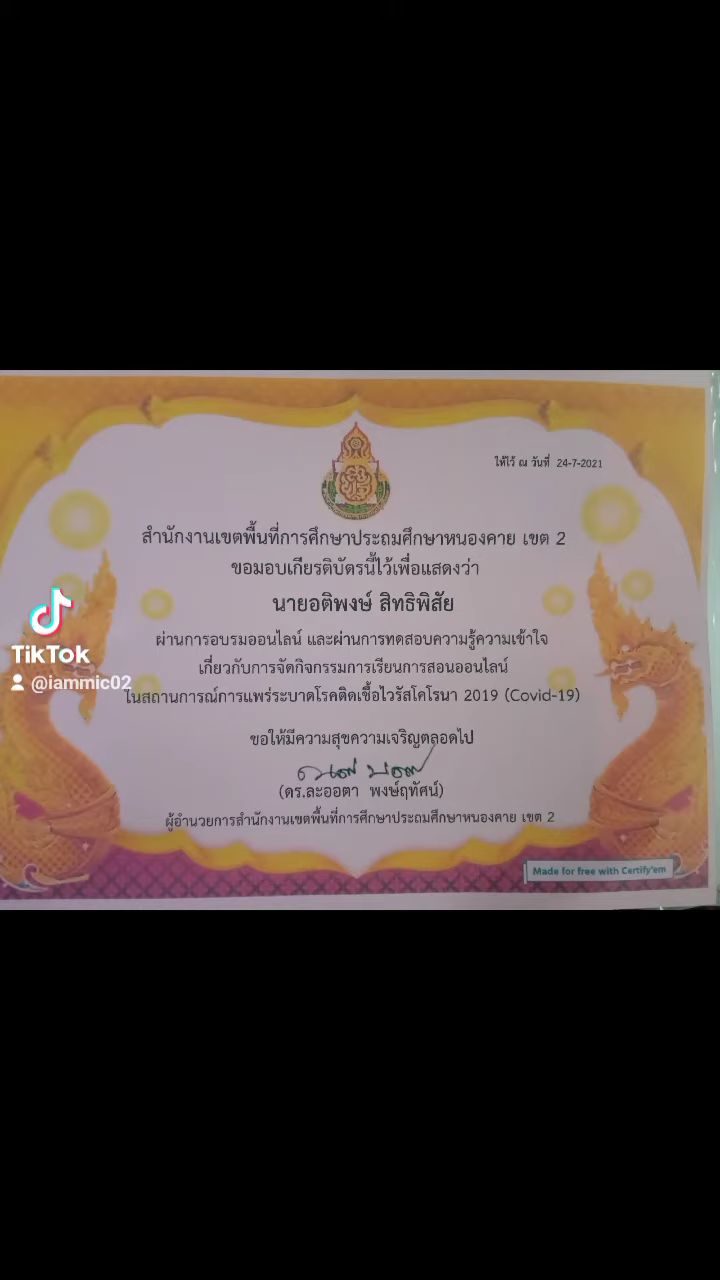 ให้ไว้ ณ วันที่ 24-7-2021
สำนักงานเขตพื้นที่การศึกษาประถมศึกษาหนองคาย เขต 2
ขอมอบเกียรติบัตรนี้ไว้เพื่อแสดงว่า
นายอติพงษ์ สิทธิพิสัย
ผ่านการอบรมออนไลน์ และผ่านการทดสอบความรู้ความเข้าใจ
เกี่ยวกับการจัดกิจกรรมการเรียนการสอนออนไลน์
ในสถานการณ์การแพร่ระบาดโรคติดเชื้อไวรัสโคโรนา 2019 (Covid-19)
ขอให้มีความสุขความเจริญตลอดไป
(ดร.ละออตา พงษ์ฤทัศน์)
ผู้อำนวยการสำนักงานเขตพื้นที่การศึกษาประถมศึกษาหนองคาย เขต 2
Made for free with Certify'em
TikTok
@iammic02